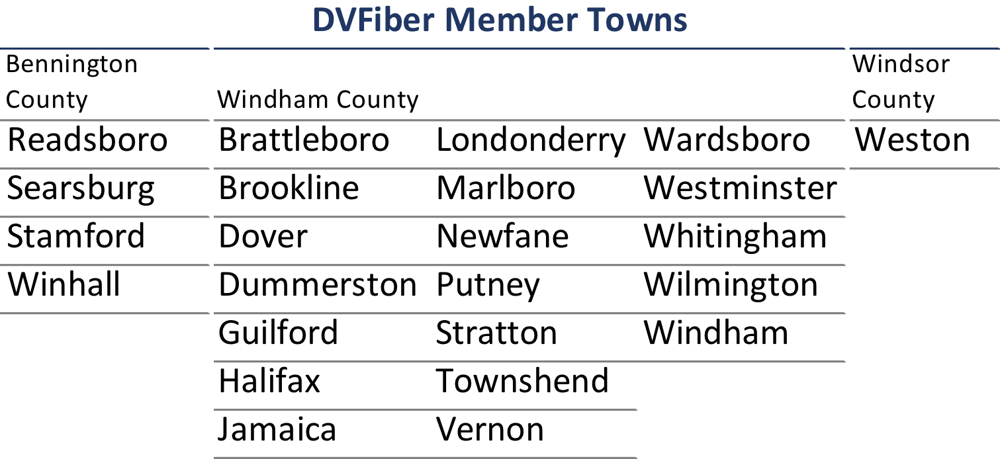 DVFiber Member Towns
Bennington County Windham County Windsor County
Readsboro Brattleboro Londonderry Wardsboro Weston
Searsburg Brookline Marlboro Westminster
Stamford Dover Newfane Whitingham
Winhall Dummerston Putney Wilmington
Guilford Stratton Windham
Halifax Townshend
Jamaica Vernon